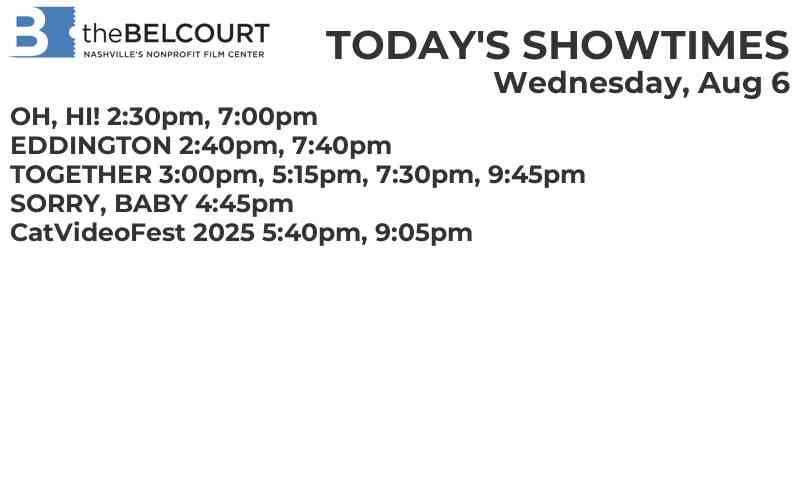 B theBELCOURT
NASHVILLE'S NONPROFIT FILM CENTER
TODAY'S SHOWTIMES
Wednesday, Aug 6
OH, HI! 2:30pm, 7:00pm
EDDINGTON 2:40pm, 7:40pm
TOGETHER 3:00pm, 5:15pm, 7:30pm, 9:45pm
SORRY, BABY 4:45pm
CatVideoFest 2025 5:40pm, 9:05pm